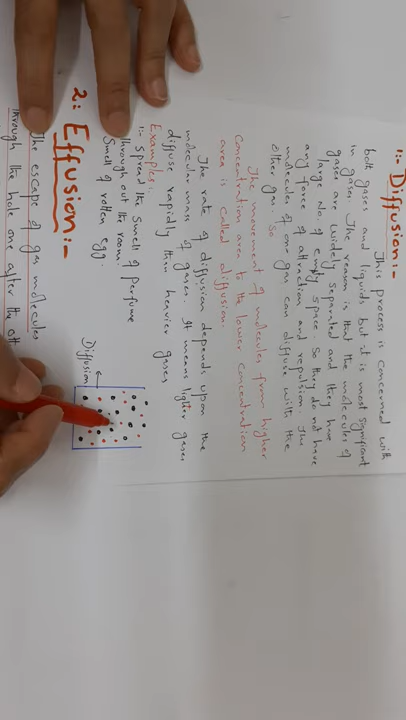 1:- Diffusion:-
This process is concerned with
both gases and liquids but it is most significant
in gases. The reason is that the molecules of
gases are widely separated and they have
large No. of empty space. So they do not have
any force of attraction and repulsion. The
molecules of one gas can diffuse with the
other gas. So
The movement of molecules from higher
concentration area to the lower concentration
area is called diffusion.
The rate of diffusion depends upon the
molecular mass of gases. It means lighter gases
diffuse rapidly than heavier gases
Examples:
1:- Spread the smell of perfume
through out the room.
Smell of rotten egg.
Diffusion
2: Effusion:-
The escape of gas molecules
through the hole one after the